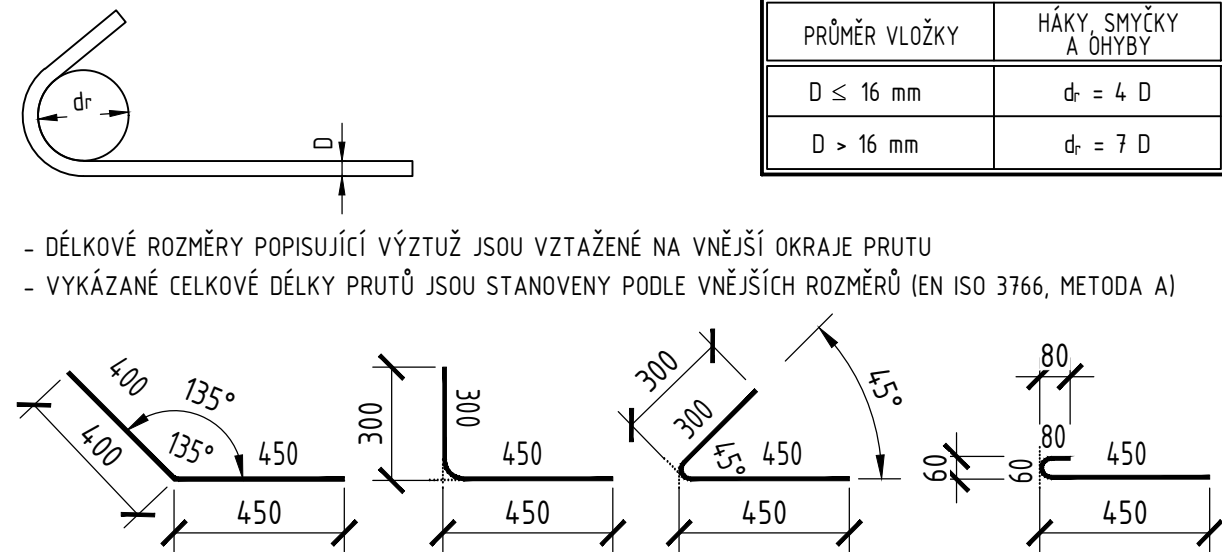 dr
D
PRŮMĚR VLOŽKY
HÁKY, SMYČKY
A OHYBY
D ≤ 16 mm
dr = 4 D
D > 16 mm
dr = 7 D
- DÉLKOVÉ ROZMĚRY POPISUJÍCÍ VÝZTUŽ JSOU VZTAŽENÉ NA VNĚJŠÍ OKRAJE PRUTU
- VYKÁZANÉ CELKOVÉ DÉLKY PRUTŮ JSOU STANOVENY PODLE VNĚJŠÍCH ROZMĚRŮ (EN ISO 3766, METODA A)
400
135°
400
135°
450
450
300
300
450
450
300
300
45°
45°
450
450
80
80
60
60
450
450